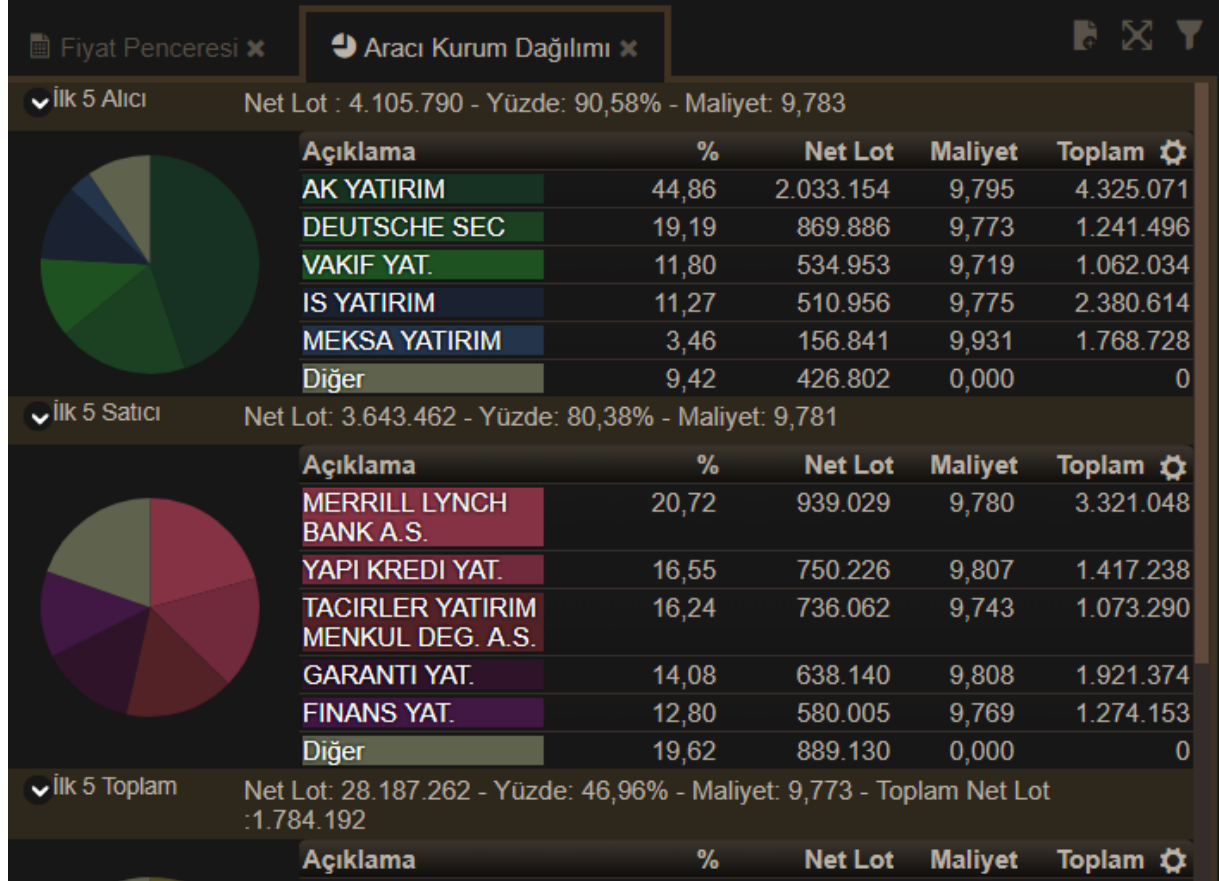 Fiyat Penceresi ✖ Aracı Kurum Dağılımı ✖
İlk 5 Alıcı Net Lot : 4.105.790 - Yüzde: 90,58% - Maliyet: 9,783
Açıklama % Net Lot Maliyet Toplam
AK YATIRIM 44,86 2.033.154 9,795 4.325.071
DEUTSCHE SEC 19,19 869.886 9,773 1.241.496
VAKIF YAT. 11,80 534.953 9,719 1.062.034
IS YATIRIM 11,27 510.956 9,775 2.380.614
MEKSA YATIRIM 3,46 156.841 9,931 1.768.728
Diğer 9,42 426.802 0,000 0
İlk 5 Satıcı Net Lot: 3.643.462 - Yüzde: 80,38% - Maliyet: 9,781
Açıklama % Net Lot Maliyet Toplam
MERRILL LYNCH 20,72 939.029 9,780 3.321.048
BANK A.S.
YAPI KREDI YAT. 16,55 750.226 9,807 1.417.238
TACIRLER YATIRIM 16,24 736.062 9,743 1.073.290
MENKUL DEG. A.S.
GARANTI YAT. 14,08 638.140 9,808 1.921.374
FINANS YAT. 12,80 580.005 9,769 1.274.153
Diğer 19,62 889.130 0,000 0
İlk 5 Toplam Net Lot: 28.187.262 - Yüzde: 46,96% - Maliyet: 9,773 - Toplam Net Lot
:1.784.192
Açıklama % Net Lot Maliyet Toplam